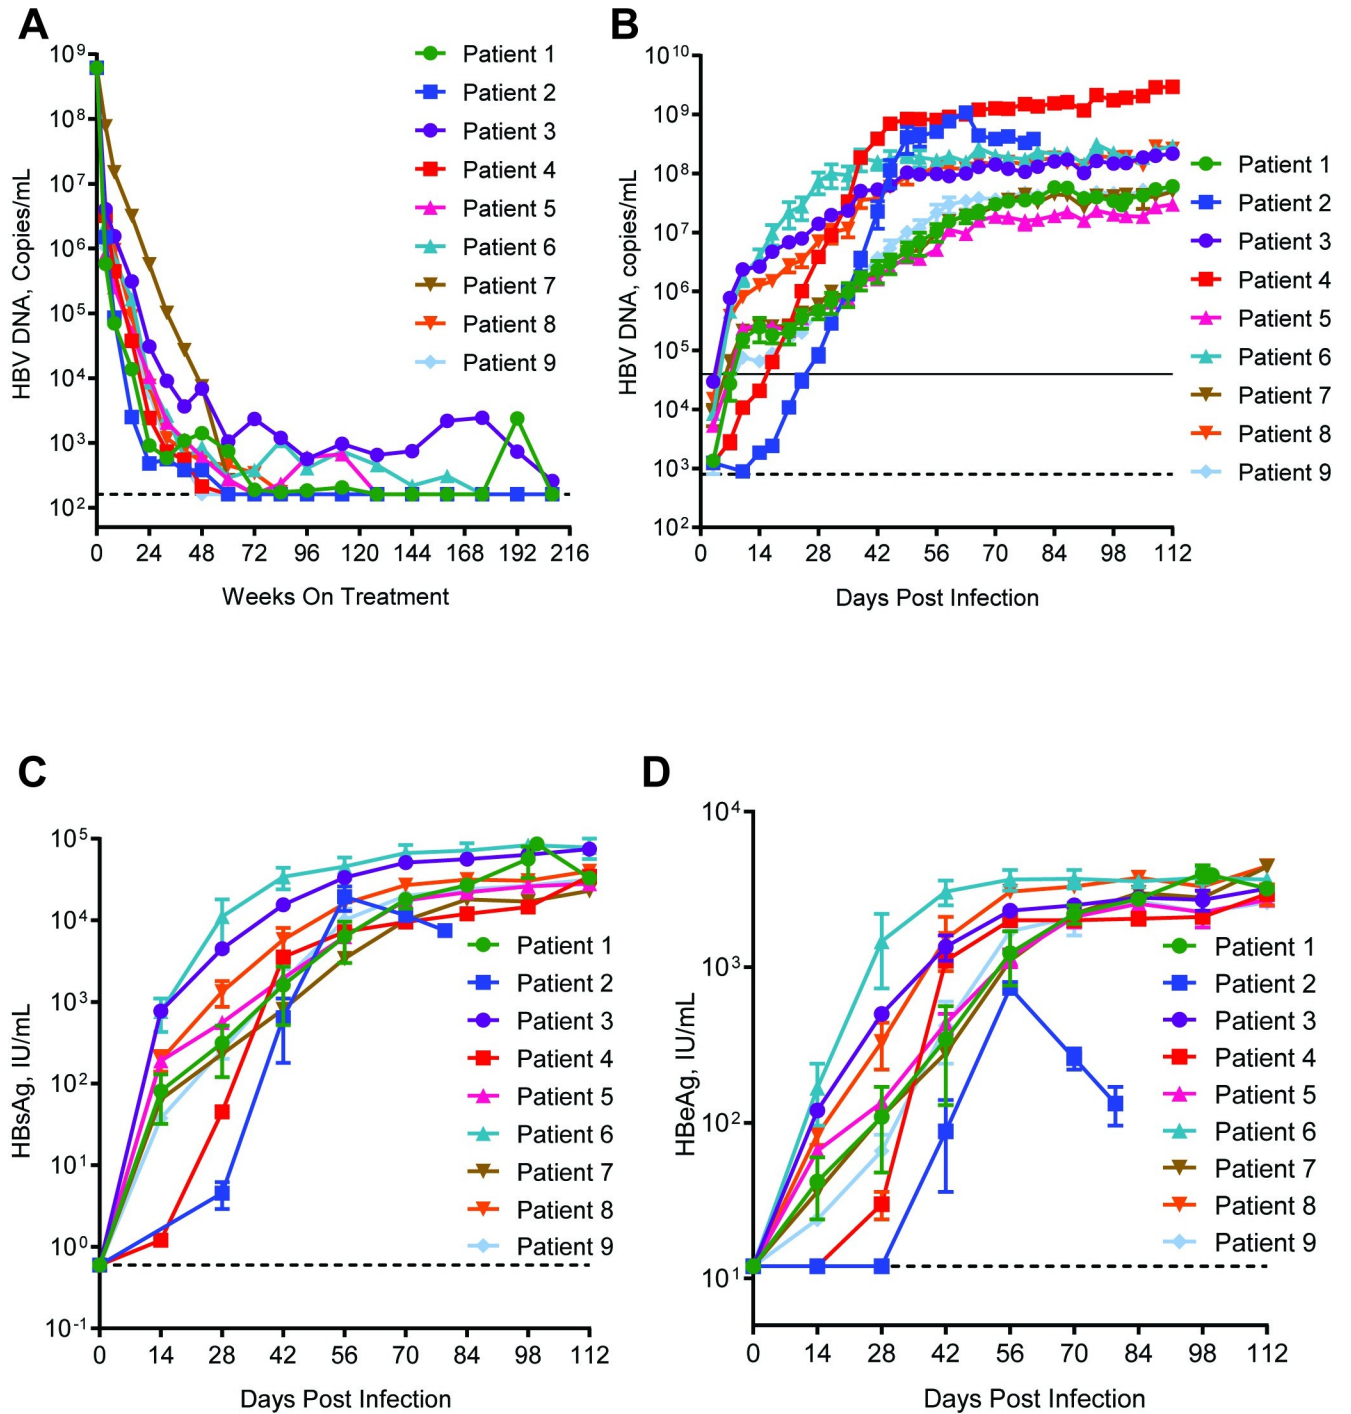 A
HBV DNA, Copies/mL
10⁹
10⁸
10⁷
10⁶
10⁵
10⁴
10³
10²
0 24 48 72 96 120 144 168 192 216
Weeks On Treatment
Patient 1
Patient 2
Patient 3
Patient 4
Patient 5
Patient 6
Patient 7
Patient 8
Patient 9
B
HBV DNA, copies/mL
10¹⁰
10⁹
10⁸
10⁷
10⁶
10⁵
10⁴
10³
10²
0 14 28 42 56 70 84 98 112
Days Post Infection
Patient 1
Patient 2
Patient 3
Patient 4
Patient 5
Patient 6
Patient 7
Patient 8
Patient 9
C
HBsAg, IU/mL
10⁵
10⁴
10³
10²
10¹
10⁰
10⁻¹
0 14 28 42 56 70 84 98 112
Days Post Infection
Patient 1
Patient 2
Patient 3
Patient 4
Patient 5
Patient 6
Patient 7
Patient 8
Patient 9
D
HBeAg, IU/mL
10⁴
10³
10²
10¹
0 14 28 42 56 70 84 98 112
Days Post Infection
Patient 1
Patient 2
Patient 3
Patient 4
Patient 5
Patient 6
Patient 7
Patient 8
Patient 9